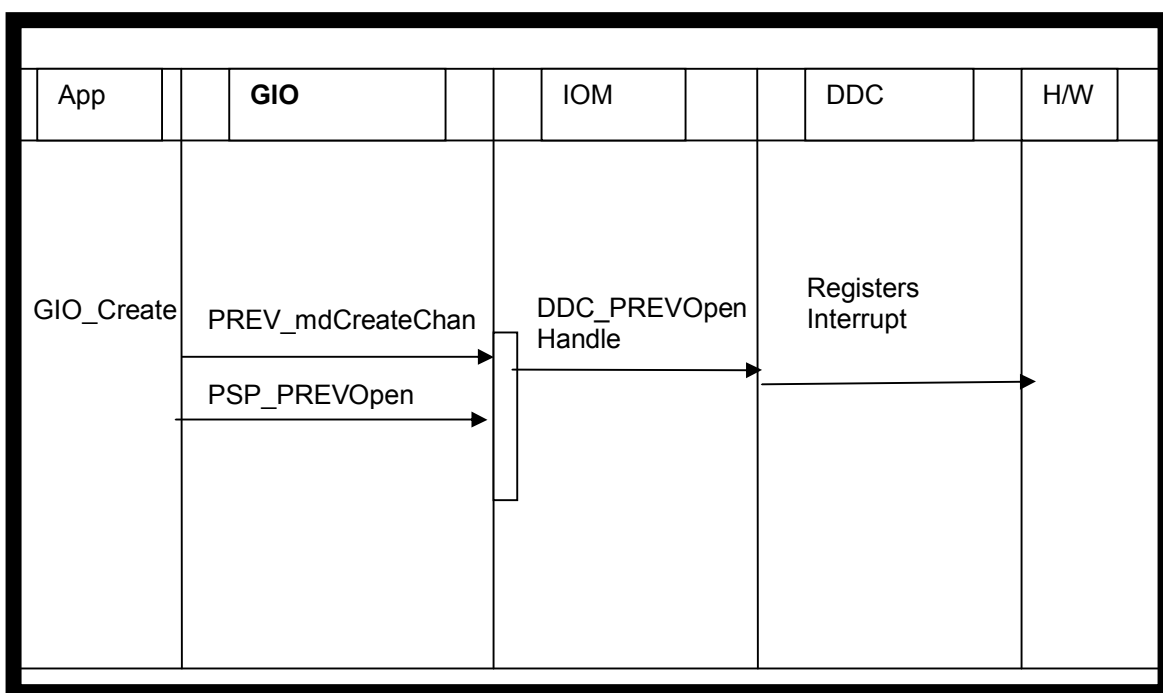 App
GIO
IOM
DDC
H/W
GIO_Create
PREV_mdCreateChan
PSP_PREVOpen
DDC_PREVOpen
Handle
Registers
Interrupt